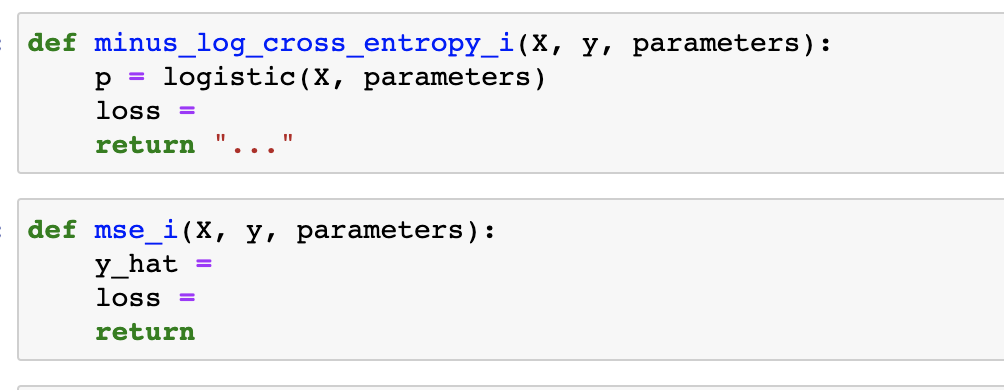 def minus_log_cross_entropy_i(X, y, parameters):
    p = logistic(X, parameters)
    loss =
    return "..."
def mse_i(X, y, parameters):
    y_hat =
    loss =
    return